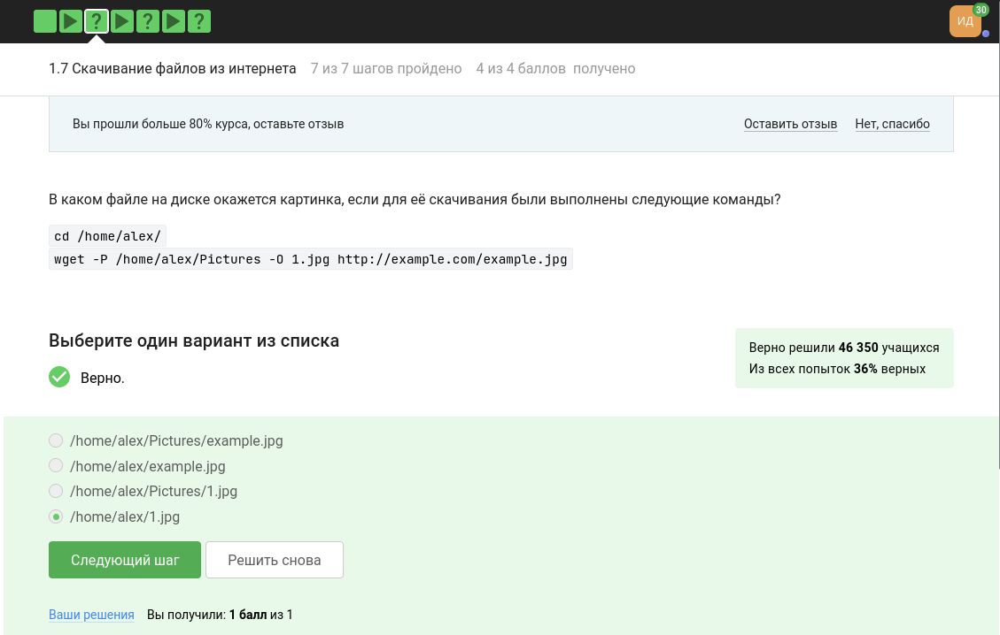 ? ? ?
ИД 30
1.7 Скачивание файлов из интернета 7 из 7 шагов пройдено 4 из 4 баллов получено
Вы прошли больше 80% курса, оставьте отзыв Оставить отзыв Нет, спасибо
В каком файле на диске окажется картинка, если для её скачивания были выполнены следующие команды?
cd /home/alex/
wget -P /home/alex/Pictures -O 1.jpg http://example.com/example.jpg
Выберите один вариант из списка
Верно.
Верно решили 46 350 учащихся
Из всех попыток 36% верных
/home/alex/Pictures/example.jpg
/home/alex/example.jpg
/home/alex/Pictures/1.jpg
/home/alex/1.jpg
Следующий шаг Решить снова
Ваши решения Вы получили: 1 балл из 1